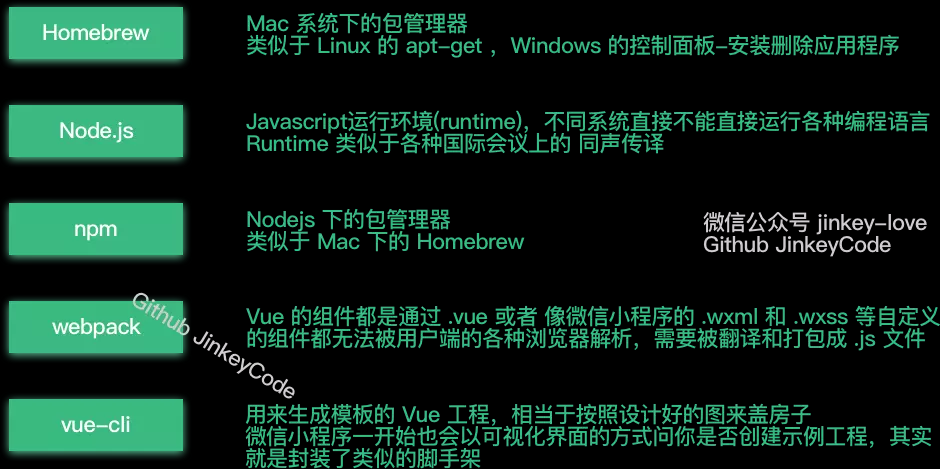 Homebrew
Mac 系统下的包管理器
类似于 Linux 的 apt-get ，Windows 的控制面板-安装删除应用程序
Node.js
Javascript运行环境(runtime)，不同系统直接不能直接运行各种编程语言
Runtime 类似于各种国际会议上的 同声传译
npm
Nodejs 下的包管理器
类似于 Mac 下的 Homebrew
微信公众号 jinkey-love
Github JinkeyCode
webpack
Github JinkeyCode
Vue 的组件都是通过 .vue 或者 像微信小程序的 .wxml 和 .wxss 等自定义
的组件都无法被用户端的各种浏览器解析，需要被翻译和打包成 .js 文件
vue-cli
用来生成模板的 Vue 工程，相当于按照设计好的图来盖房子
微信小程序一开始也会以可视化界面的方式问你是否创建示例工程，其实
就是封装了类似的脚手架